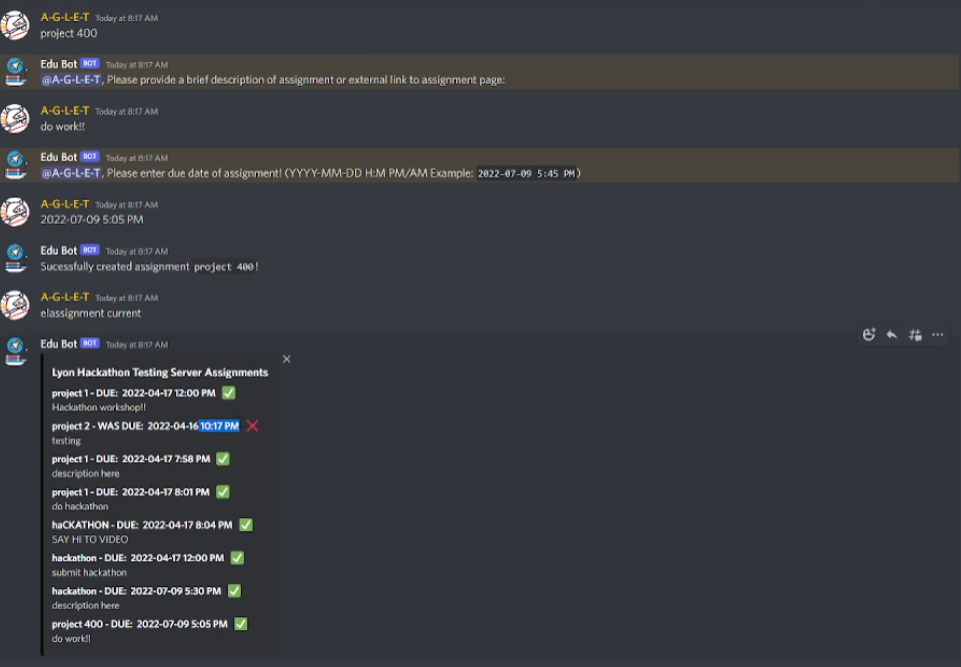 A-G-L-E-T Today at 8:17 AM
project 400
Edu Bot BOT Today at 8:17 AM
@A-G-L-E-T, Please provide a brief description of assignment or external link to assignment page:
A-G-L-E-T Today at 8:17 AM
do work!!
Edu Bot BOT Today at 8:17 AM
@A-G-L-E-T, Please enter due date of assignment! (YYYY-MM-DD H:M PM/AM Example: 2022-07-09 5:45 PM)
A-G-L-E-T Today at 8:17 AM
2022-07-09 5:05 PM
Edu Bot BOT Today at 8:17 AM
Sucessfully created assignment project 400!
A-G-L-E-T Today at 8:17 AM
elassignment current
Edu Bot BOT Today at 8:17 AM
Lyon Hackathon Testing Server Assignments
project 1 - DUE: 2022-04-17 12:00 PM
Hackathon workshop!!
project 2 - WAS DUE: 2022-04-16 10:17 PM
testing
project 1 - DUE: 2022-04-17 7:58 PM
description here
project 1 - DUE: 2022-04-17 8:01 PM
do hackathon
haCKATHON - DUE: 2022-04-17 8:04 PM
SAY HI TO VIDEO
hackathon - DUE: 2022-04-17 12:00 PM
submit hackathon
hackathon - DUE: 2022-07-09 5:30 PM
description here
project 400 - DUE: 2022-07-09 5:05 PM
do work!!